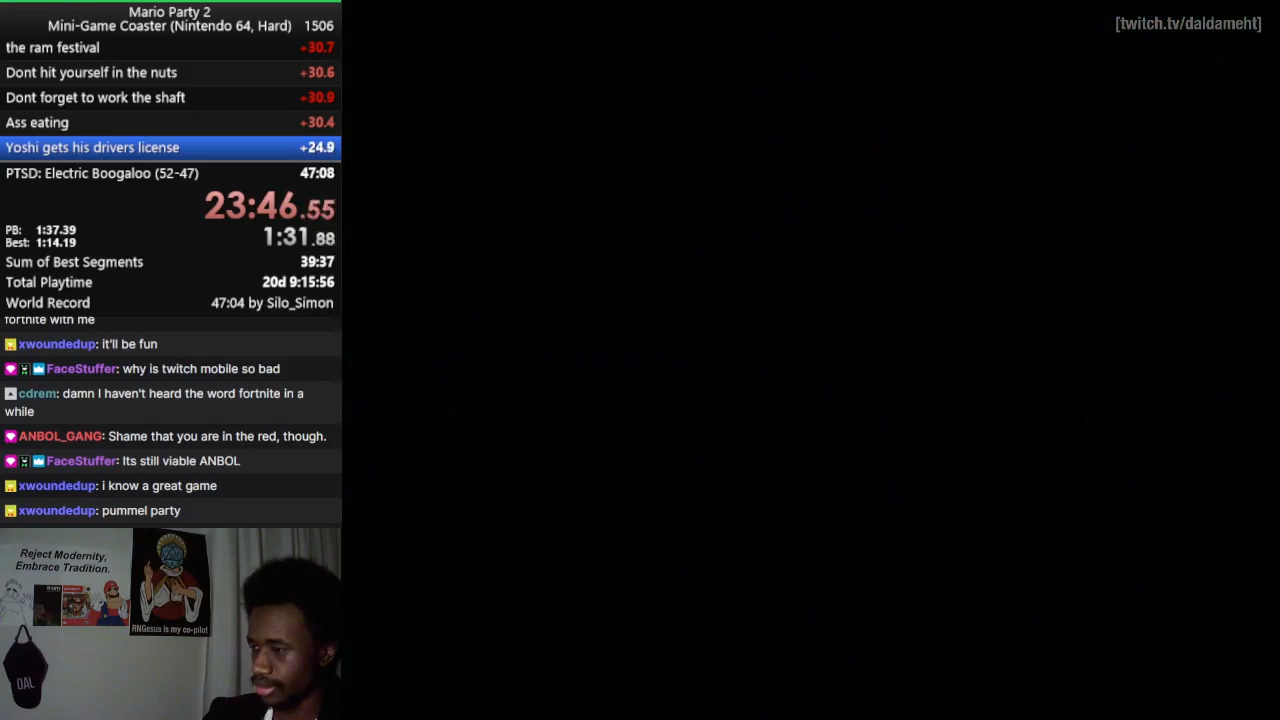 Mario Party 2
Mini-Game Coaster (Nintendo 64, Hard) 1506
the ram festival +30.7
Dont hit yourself in the nuts +30.6
Dont forget to work the shaft +30.9
Ass eating +30.4
Yoshi gets his drivers license +24.9
PTSD: Electric Boogaloo (52-47) 47:08
23:46.55
PB: 1:37.39
Best: 1:14.19
1:31.88
Sum of Best Segments 39:37
Total Playtime 20d 9:15:56
World Record 47:04 by Silo_Simon
fortnite with me
xwoundedup: it'll be fun
FaceStuffer: why is twitch mobile so bad
cdrem: damn I haven't heard the word fortnite in a
while
ANBOL_GANG: Shame that you are in the red, though.
FaceStuffer: Its still viable ANBOL
xwoundedup: i know a great game
xwoundedup: pummel party
Reject Modernity,
Embrace Tradition.
RNGesus is my co-pilot
DAL
[twitch.tv/daldameht]